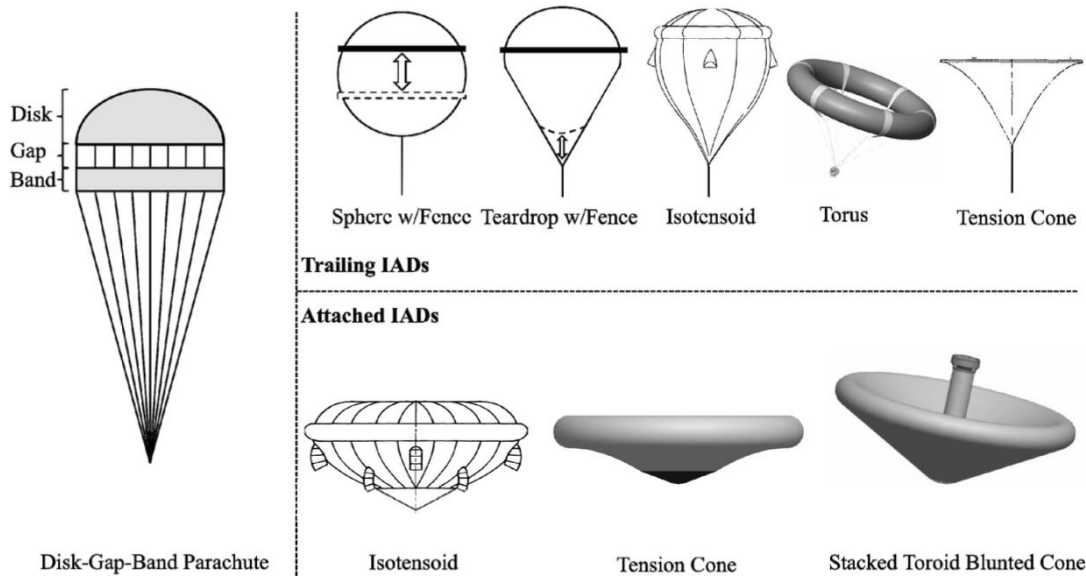 Disk
Gap
Band
Disk-Gap-Band Parachute
Sphere w/Fence
Teardrop w/Fence
Isotensoid
Torus
Tension Cone
Trailing IADs
Attached IADs
Isotensoid
Tension Cone
Stacked Toroid Blunted Cone